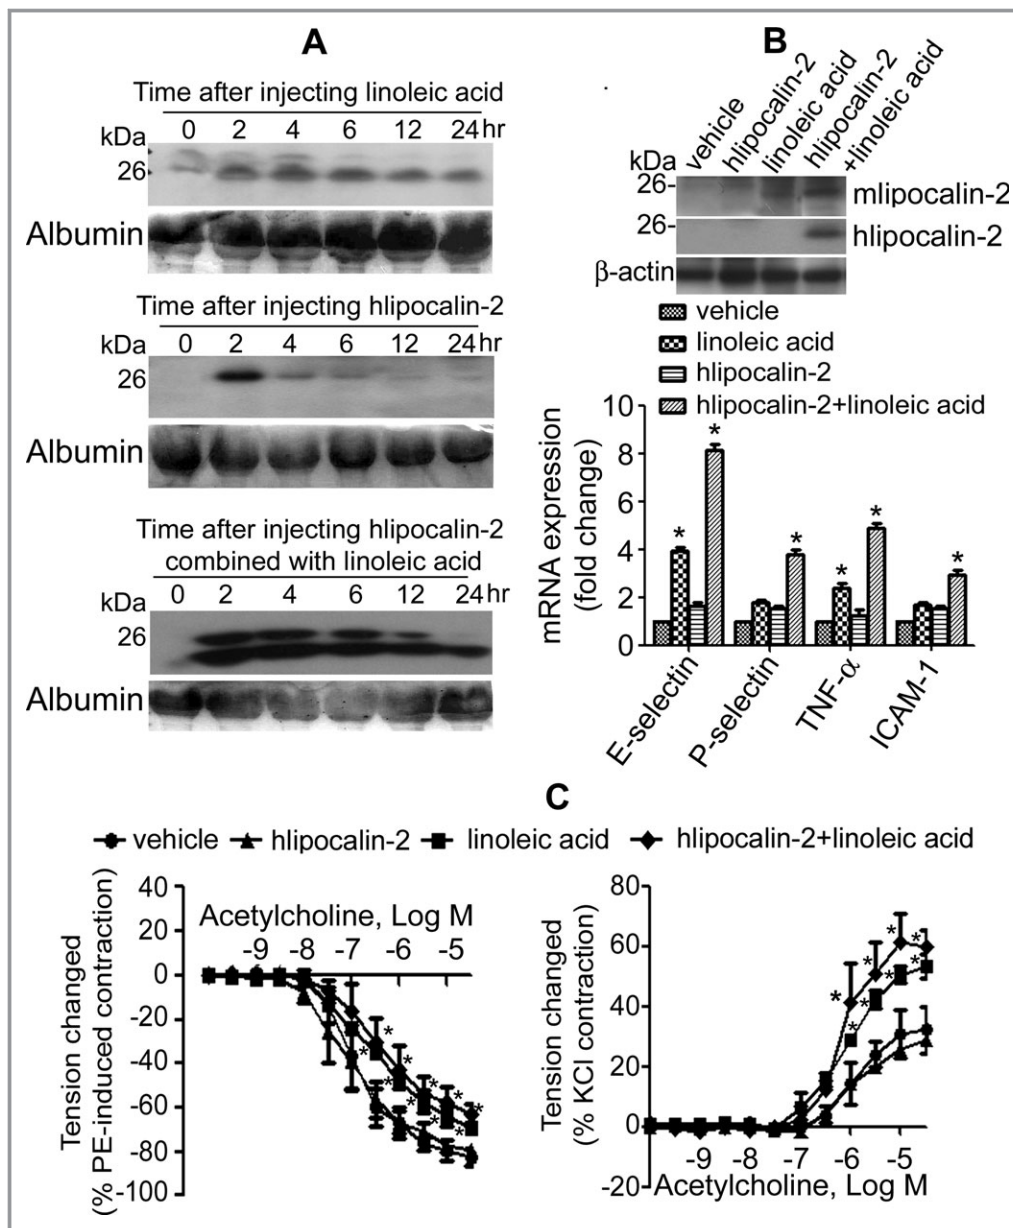 A
Time after injecting linoleic acid
kDa 0 2 4 6 12 24 hr
26
Albumin
Time after injecting hlipocalin-2
kDa 0 2 4 6 12 24 hr
26
Albumin
Time after injecting hlipocalin-2
combined with linoleic acid
kDa 0 2 4 6 12 24 hr
26
Albumin
B
vehicle
hlipocalin-2
linoleic acid
hlipocalin-2
+linoleic acid
kDa
26- mlipocalin-2
26- hlipocalin-2
β-actin
vehicle
linoleic acid
hlipocalin-2
hlipocalin-2+linoleic acid
mRNA expression
(fold change)
10
8
6
4
2
0
* * * * * *
E-selectin
P-selectin
TNF-α
ICAM-1
C
vehicle hlipocalin-2 linoleic acid hlipocalin-2+linoleic acid
Tension changed
(% PE-induced contraction)
40
20
0
-20
-40
-60
-80
-100
Acetylcholine, Log M
-9 -8 -7 -6 -5
Tension changed
(% KCl contraction)
80
60
40
20
0
-20
-9 -8 -7 -6 -5
Acetylcholine, Log M